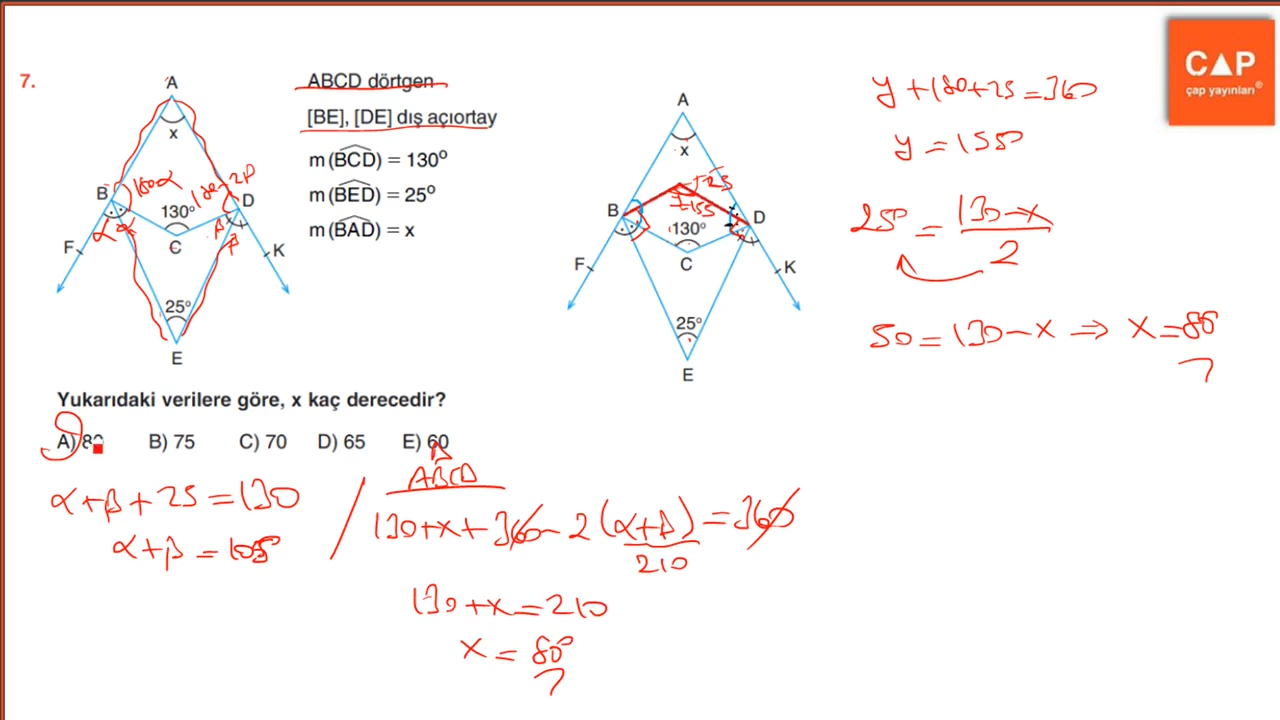 7.
ABCD dörtgen
[BE], [DE] dış açıortay
m(BCD) = 130°
m(BED) = 25°
m(BAD) = x
A
x
B
D
130°
C
F
K
25°
E
α
α
β
β
180-2β
A
x
B
D
130°
C
F
K
25°
E
Yukarıdaki verilere göre, x kaç derecedir?
A) 80 B) 75 C) 70 D) 65 E) 60
α+β+25=130
α+β=105
ABCD
130+x+360-2(α+β)=360
210
130+x=210
x=80°
y+180+25=360
y=155°
25°=130-x
2
50=130-x⇒x=80°
ÇAP
çap yayınları®